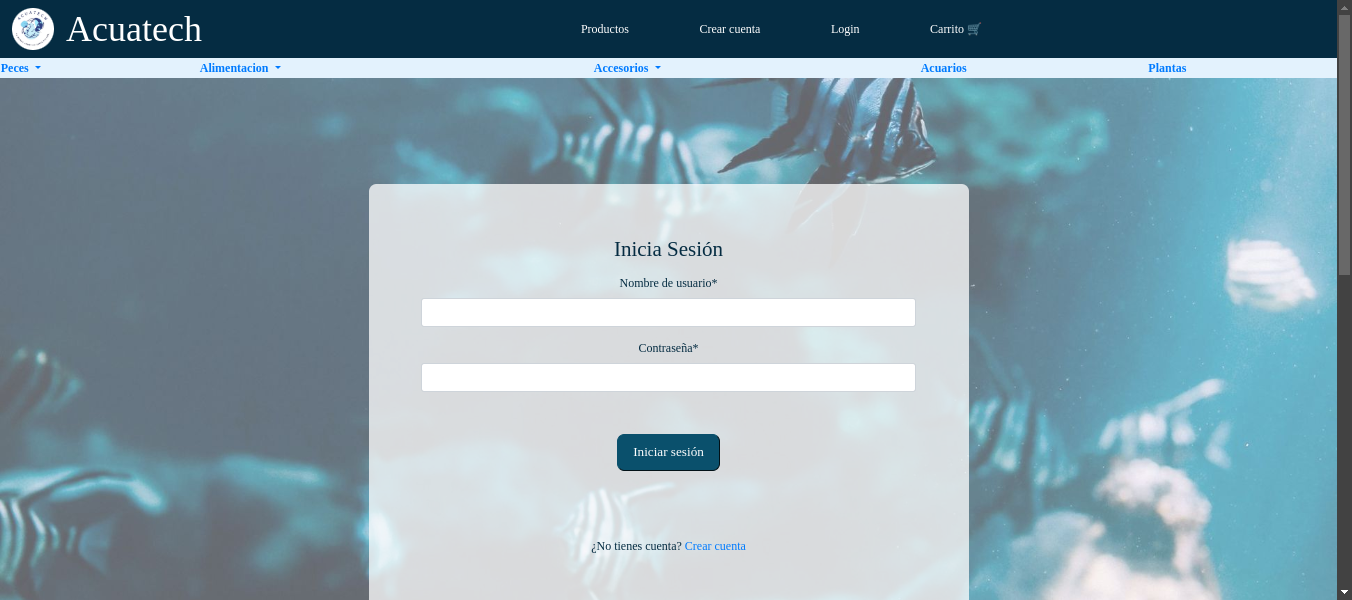 ACUATECH
Acuatech
Productos
Crear cuenta
Login
Carrito 🛒
Peces
Alimentacion
Accesorios
Acuarios
Plantas
Inicia Sesión
Nombre de usuario*
Contraseña*
Iniciar sesión
¿No tienes cuenta? Crear cuenta